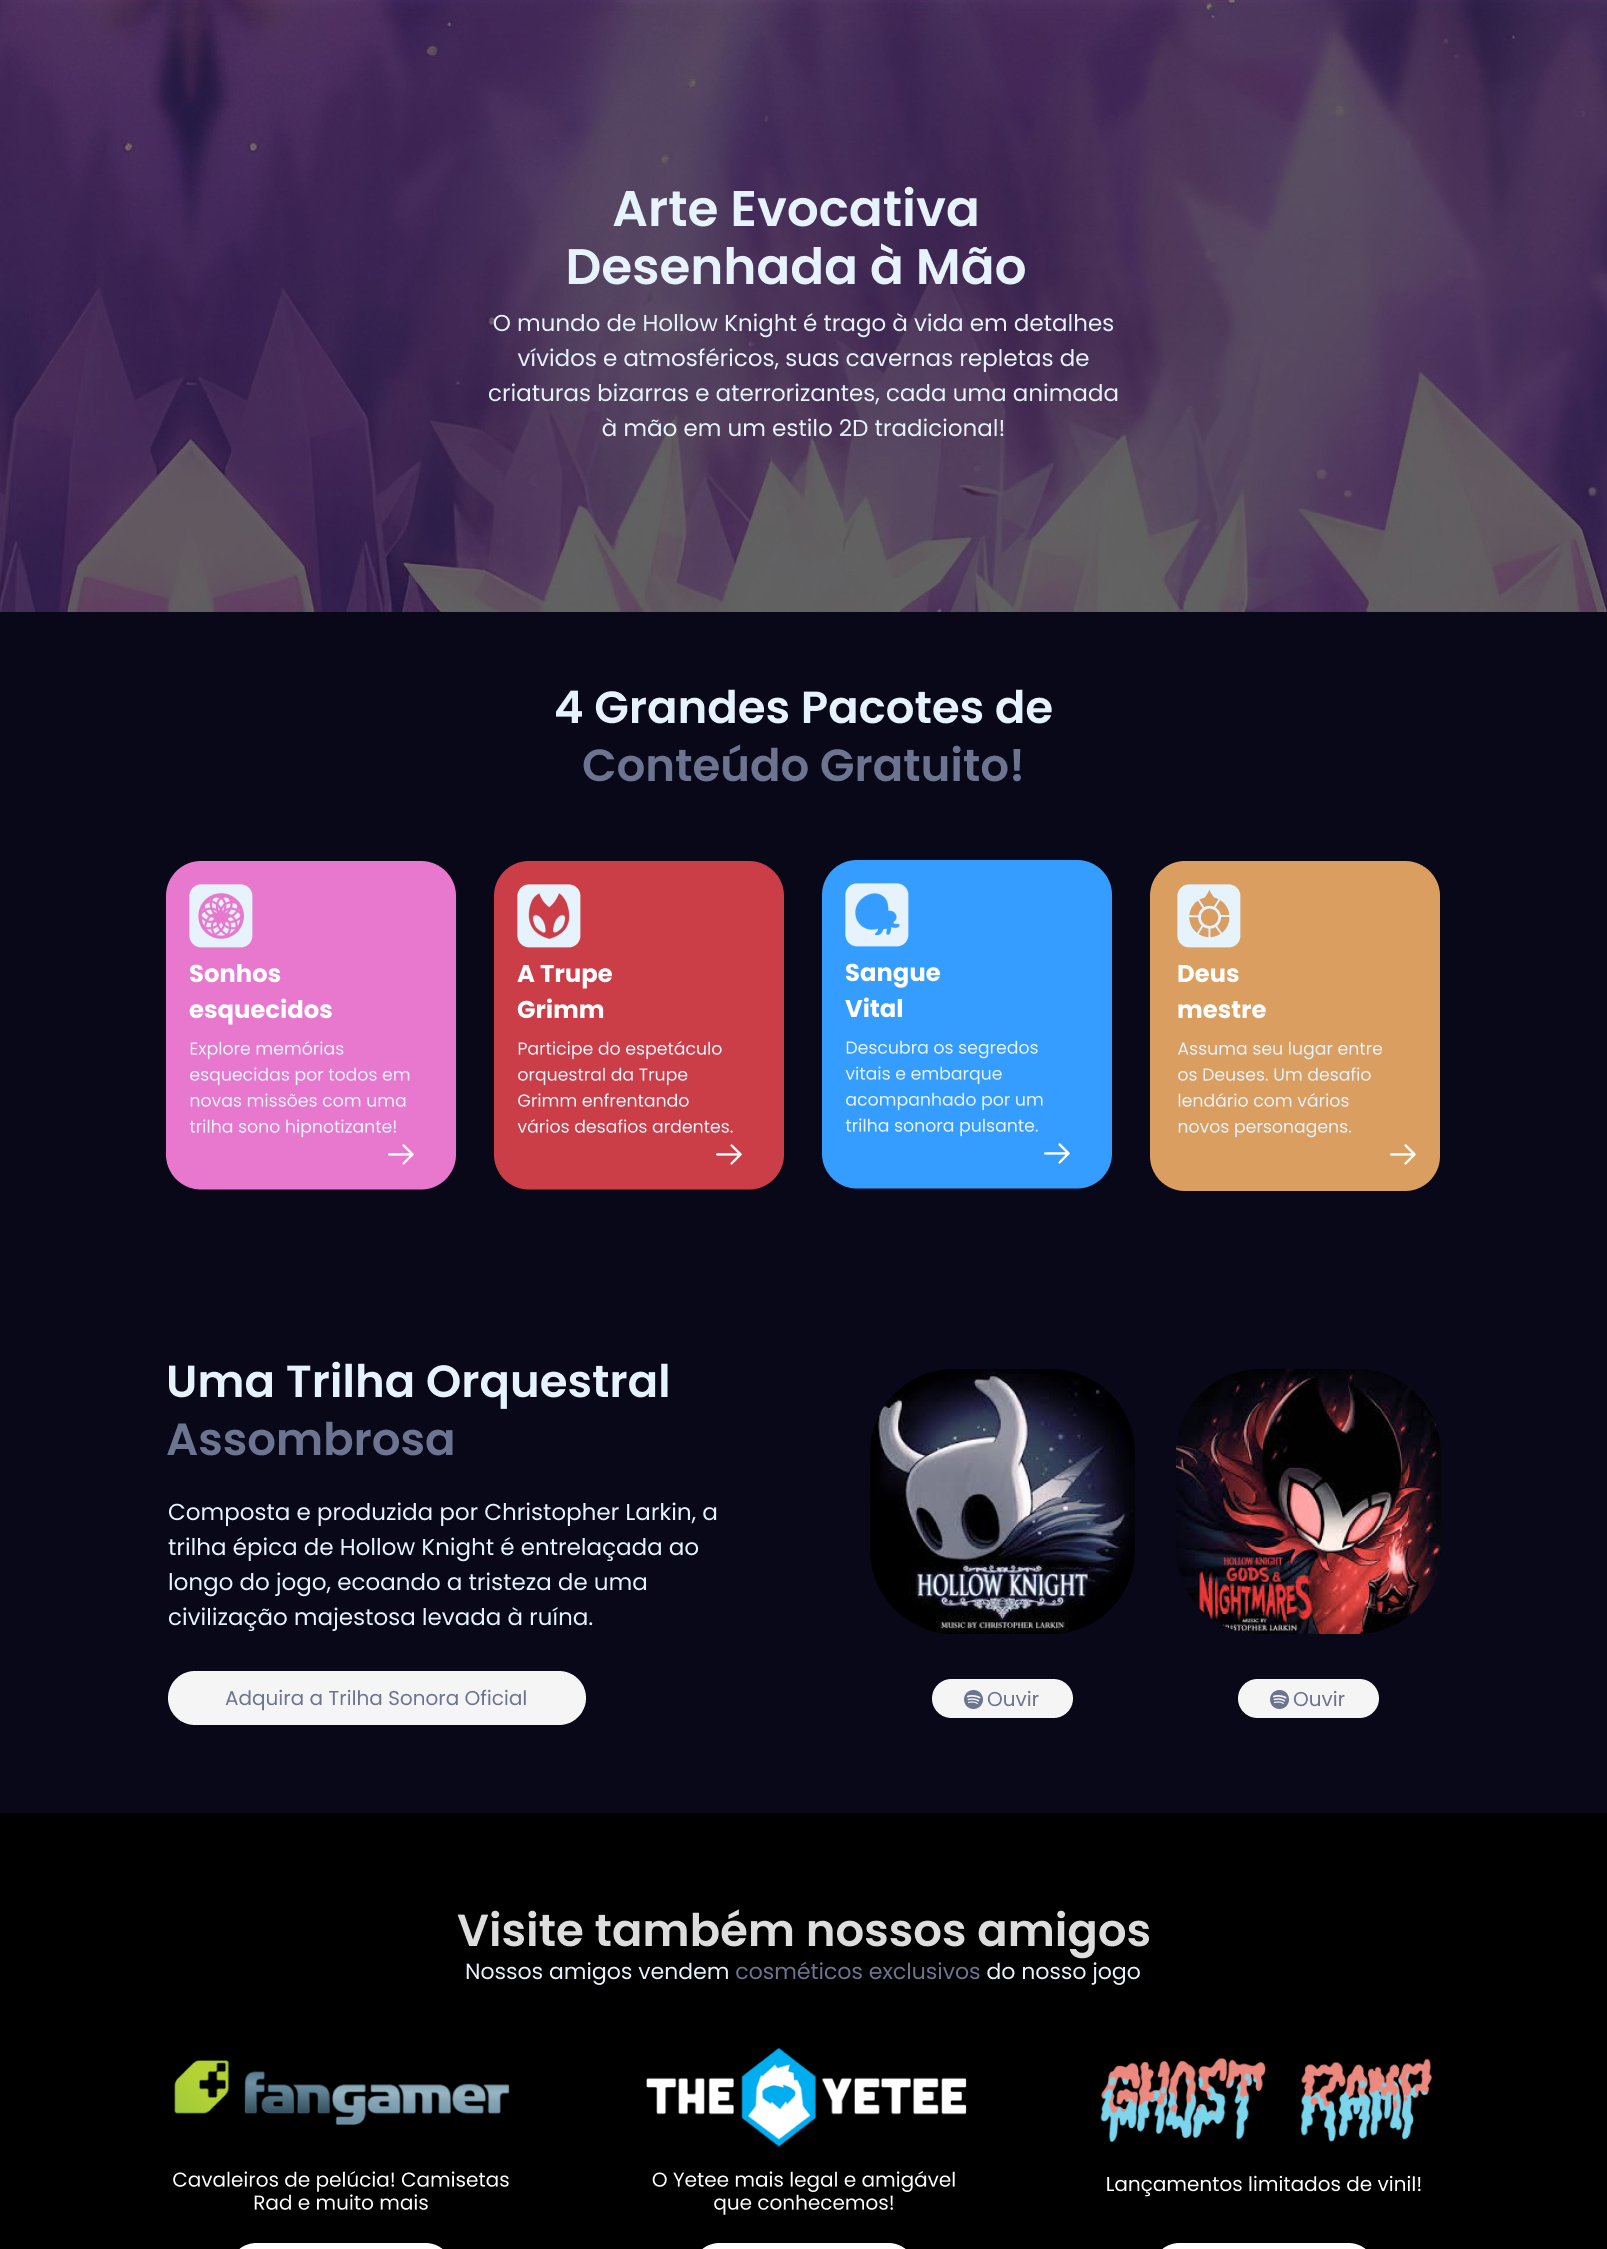 Arte Evocativa
Desenhada à Mão
O mundo de Hollow Knight é trago à vida em detalhes
vívidos e atmosféricos, suas cavernas repletas de
criaturas bizarras e aterrorizantes, cada uma animada
à mão em um estilo 2D tradicional!
4 Grandes Pacotes de
Conteúdo Gratuito!
Sonhos
esquecidos
Explore memórias
esquecidas por todos em
novas missões com uma
trilha sono hipnotizante!
A Trupe
Grimm
Participe do espetáculo
orquestral da Trupe
Grimm enfrentando
vários desafios ardentes.
Sangue
Vital
Descubra os segredos
vitais e embarque
acompanhado por um
trilha sonora pulsante.
Deus
mestre
Assuma seu lugar entre
os Deuses. Um desafio
lendário com vários
novos personagens.
Uma Trilha Orquestral
Assombrosa
Composta e produzida por Christopher Larkin, a
trilha épica de Hollow Knight é entrelaçada ao
longo do jogo, ecoando a tristeza de uma
civilização majestosa levada à ruína.
Adquira a Trilha Sonora Oficial
HOLLOW KNIGHT
MUSIC BY CHRISTOPHER LARKIN
Ouvir
HOLLOW KNIGHT
GODS &
NIGHTMARES
MUSIC BY
LARKIN
Ouvir
Visite também nossos amigos
Nossos amigos vendem cosméticos exclusivos do nosso jogo
fangamer
Cavaleiros de pelúcia! Camisetas
Rad e muito mais
THE YETEE
O Yetee mais legal e amigável
que conhecemos!
GHOST RAMP
Lançamentos limitados de vinil!